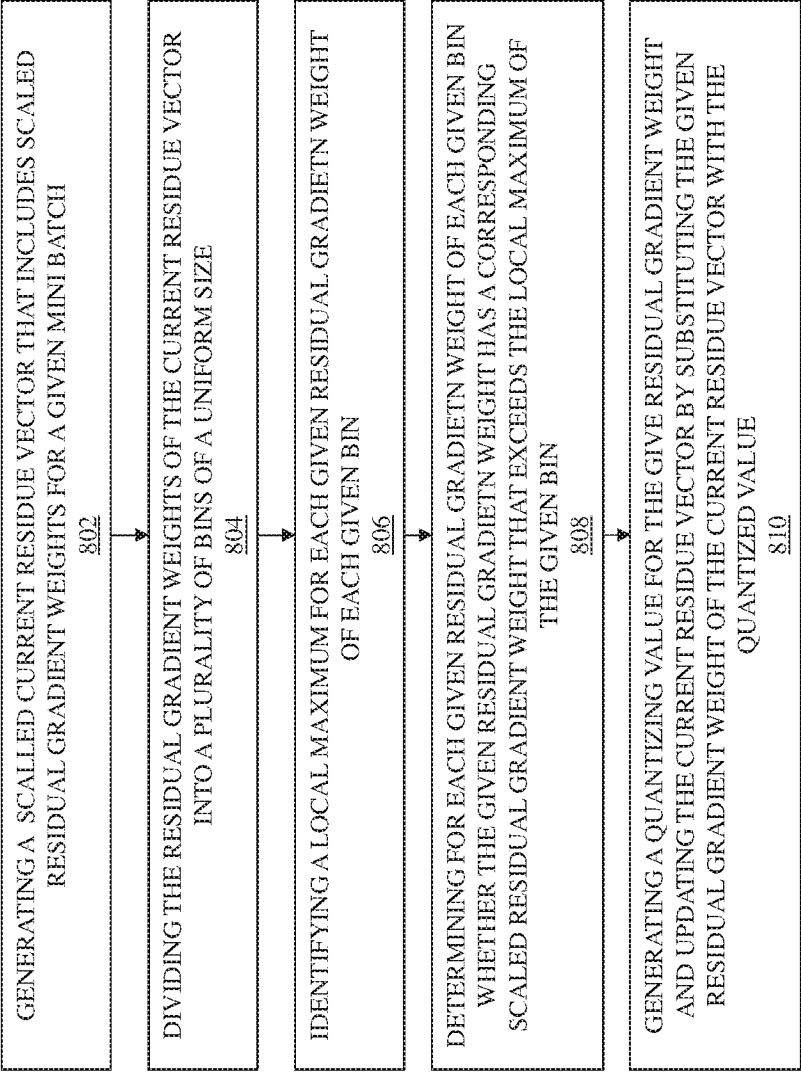 GENERATING A SCALLED CURRENT RESIDUE VECTOR THAT INCLUDES SCALED
RESIDUAL GRADIENT WEIGHTS FOR A GIVEN MINI BATCH
802
DIVIDING THE RESIDUAL GRADIENT WEIGHTS OF THE CURRENT RESIDUE VECTOR
INTO A PLURALITY OF BINS OF A UNIFORM SIZE
804
IDENTIFYING A LOCAL MAXIMUM FOR EACH GIVEN RESIDUAL GRADIETN WEIGHT
OF EACH GIVEN BIN
806
DETERMINING FOR EACH GIVEN RESIDUAL GRADIETN WEIGHT OF EACH GIVEN BIN
WHETHER THE GIVEN RESIDUAL GRADIETN WEIGHT HAS A CORRESPONDING
SCALED RESIDUAL GRADIENT WEIGHT THAT EXCEEDS THE LOCAL MAXIMUM OF
THE GIVEN BIN
808
GENERATING A QUANTIZING VALUE FOR THE GIVE RESIDUAL GRADIENT WEIGHT
AND UPDATING THE CURRENT RESIDUE VECTOR BY SUBSTITUTING THE GIVEN
RESIDUAL GRADIENT WEIGHT OF THE CURRENT RESIDUE VECTOR WITH THE
QUANTIZED VALUE
810